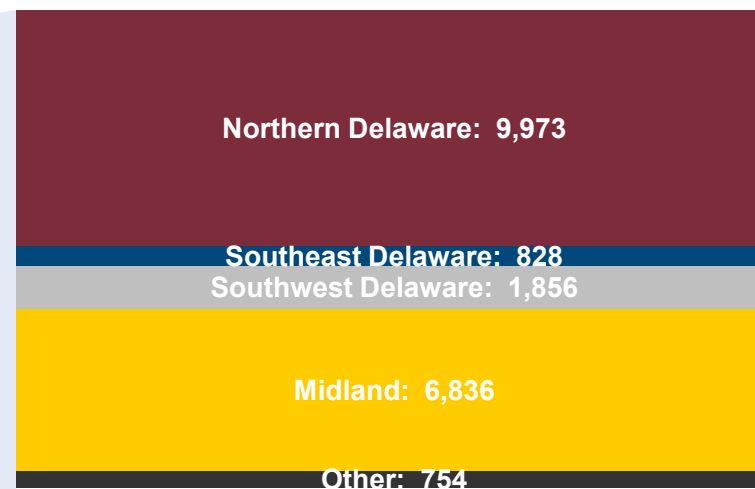 Northern Delaware: 9,973
Southeast Delaware: 828
Southwest Delaware: 1,856
Midland: 6,836
Other: 754